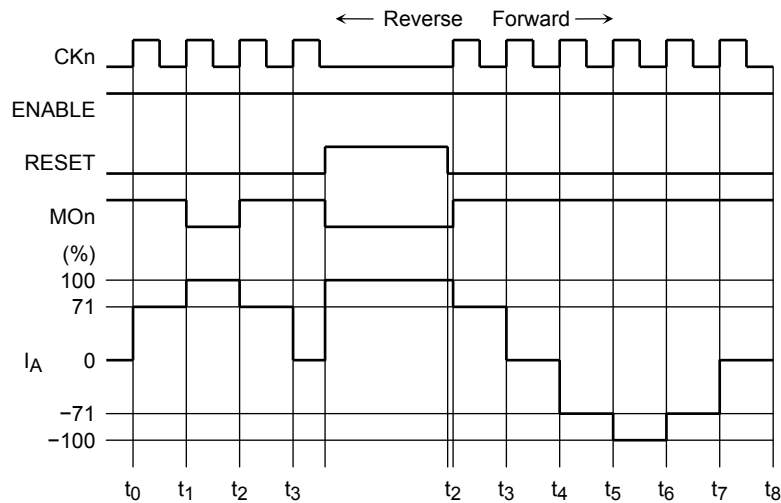 ← Reverse Forward →
CKn
ENABLE
RESET
MOn
(%)
100
71
IA 0
−71
−100
t0 t1 t2 t3 t2 t3 t4 t5 t6 t7 t8